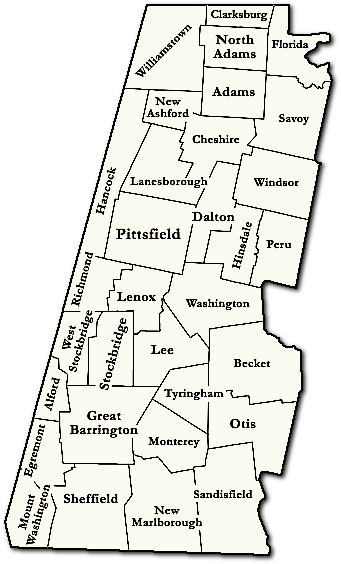 Clarksburg
Williamstown
North
Adams
Florida
Adams
New
Ashford
Savoy
Cheshire
Hancock
Lanesborough
Windsor
Dalton
Pittsfield
Hinsdale
Peru
Richmond
Lenox
Washington
West
Stockbridge
Stockbridge
Lee
Becket
Alford
Tyringham
Great
Barrington
Otis
Egremont
Monterey
Mount
Washington
Sheffield
New
Marlborough
Sandisfield